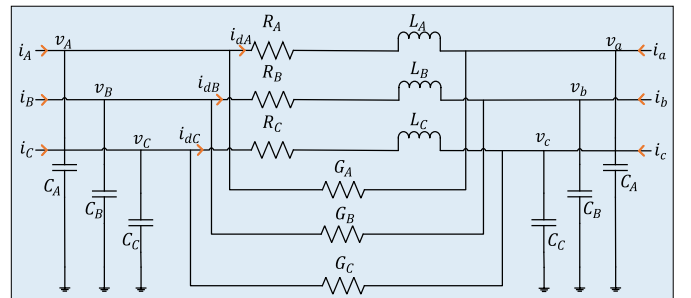 i_A v_A i_dA R_A L_A v_a i_a
i_B v_B i_dB R_B L_B v_b i_b
i_C v_C i_dC R_C L_C v_c i_c
C_A G_A C_A
C_B G_B C_B
C_C G_C C_C